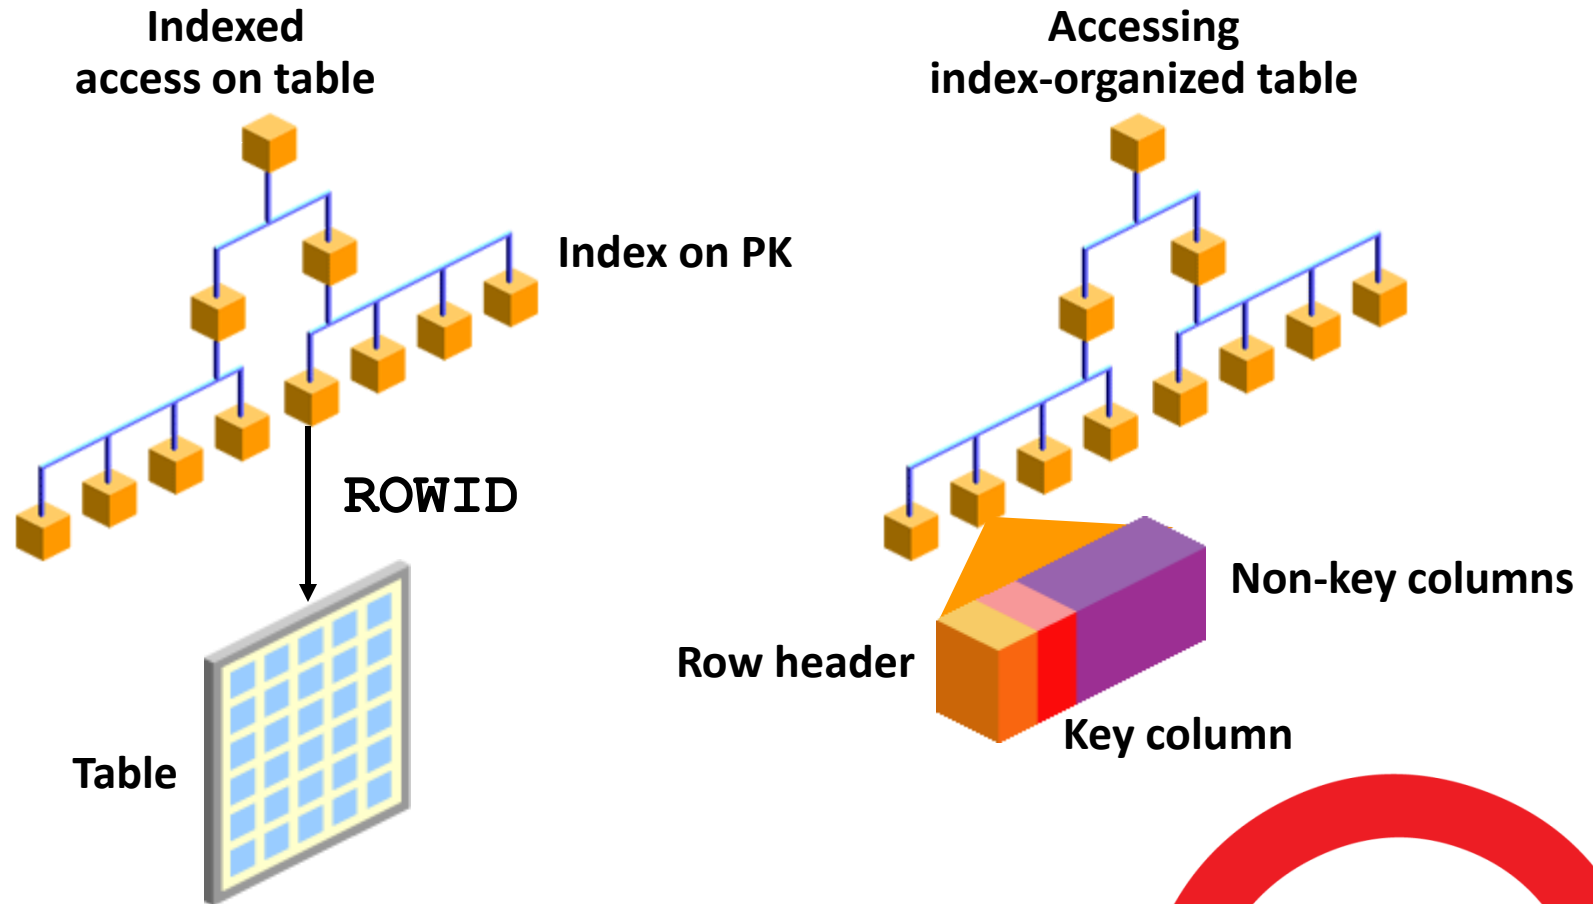 Indexed
access on table
Accessing
index-organized table
Index on PK
ROWID
Non-key columns
Row header
Key column
Table